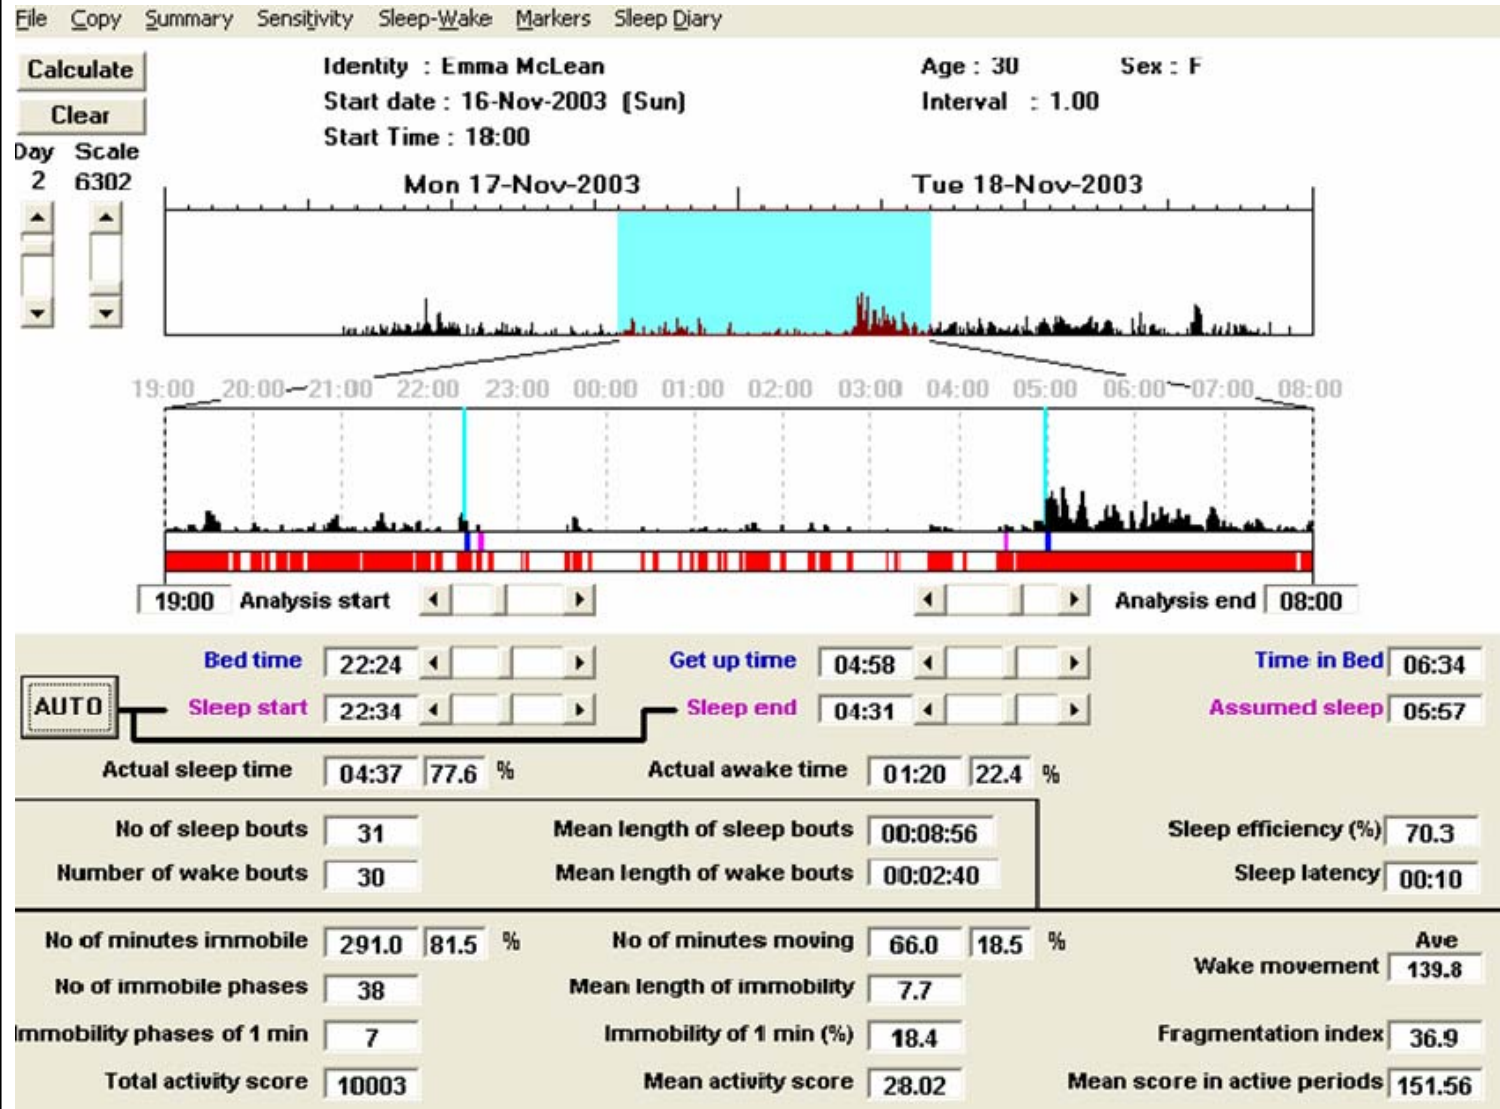 File Copy Summary Sensitivity Sleep-Wake Markers Sleep Diary
Calculate
Clear
Identity : Emma McLean Age : 30 Sex : F
Start date : 16-Nov-2003 (Sun) Interval : 1.00
Start Time : 18:00
Day Scale
2 6302
Mon 17-Nov-2003 Tue 18-Nov-2003
19:00 20:00 21:00 22:00 23:00 00:00 01:00 02:00 03:00 04:00 05:00 06:00 07:00 08:00
19:00 Analysis start Analysis end 08:00
Bed time 22:24 Get up time 04:58 Time in Bed 06:34
AUTO Sleep start 22:34 Sleep end 04:31 Assumed sleep 05:57
Actual sleep time 04:37 77.6 % Actual awake time 01:20 22.4 %
No of sleep bouts 31 Mean length of sleep bouts 00:08:56 Sleep efficiency (%) 70.3
Number of wake bouts 30 Mean length of wake bouts 00:02:40 Sleep latency 00:10
No of minutes immobile 291.0 81.5 % No of minutes moving 66.0 18.5 % Ave
Wake movement 139.8
No of immobile phases 38 Mean length of immobility 7.7
Immobility phases of 1 min 7 Immobility of 1 min (%) 18.4 Fragmentation index 36.9
Total activity score 10003 Mean activity score 28.02 Mean score in active periods 151.56